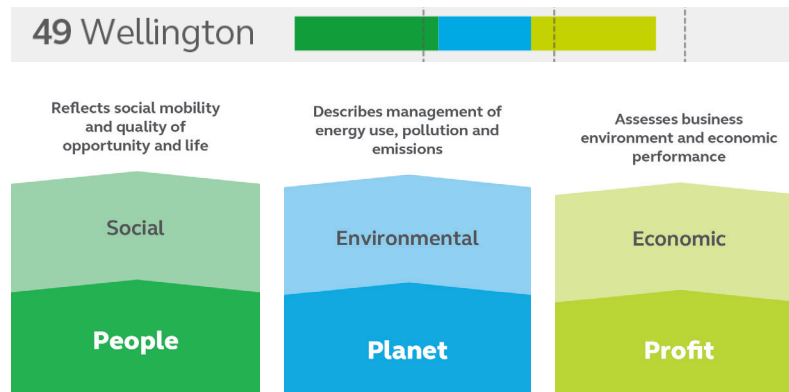 49 Wellington
Reflects social mobility
and quality of
opportunity and life
Describes management of
energy use, pollution and
emissions
Assesses business
environment and economic
performance
Social
Environmental
Economic
People
Planet
Profit